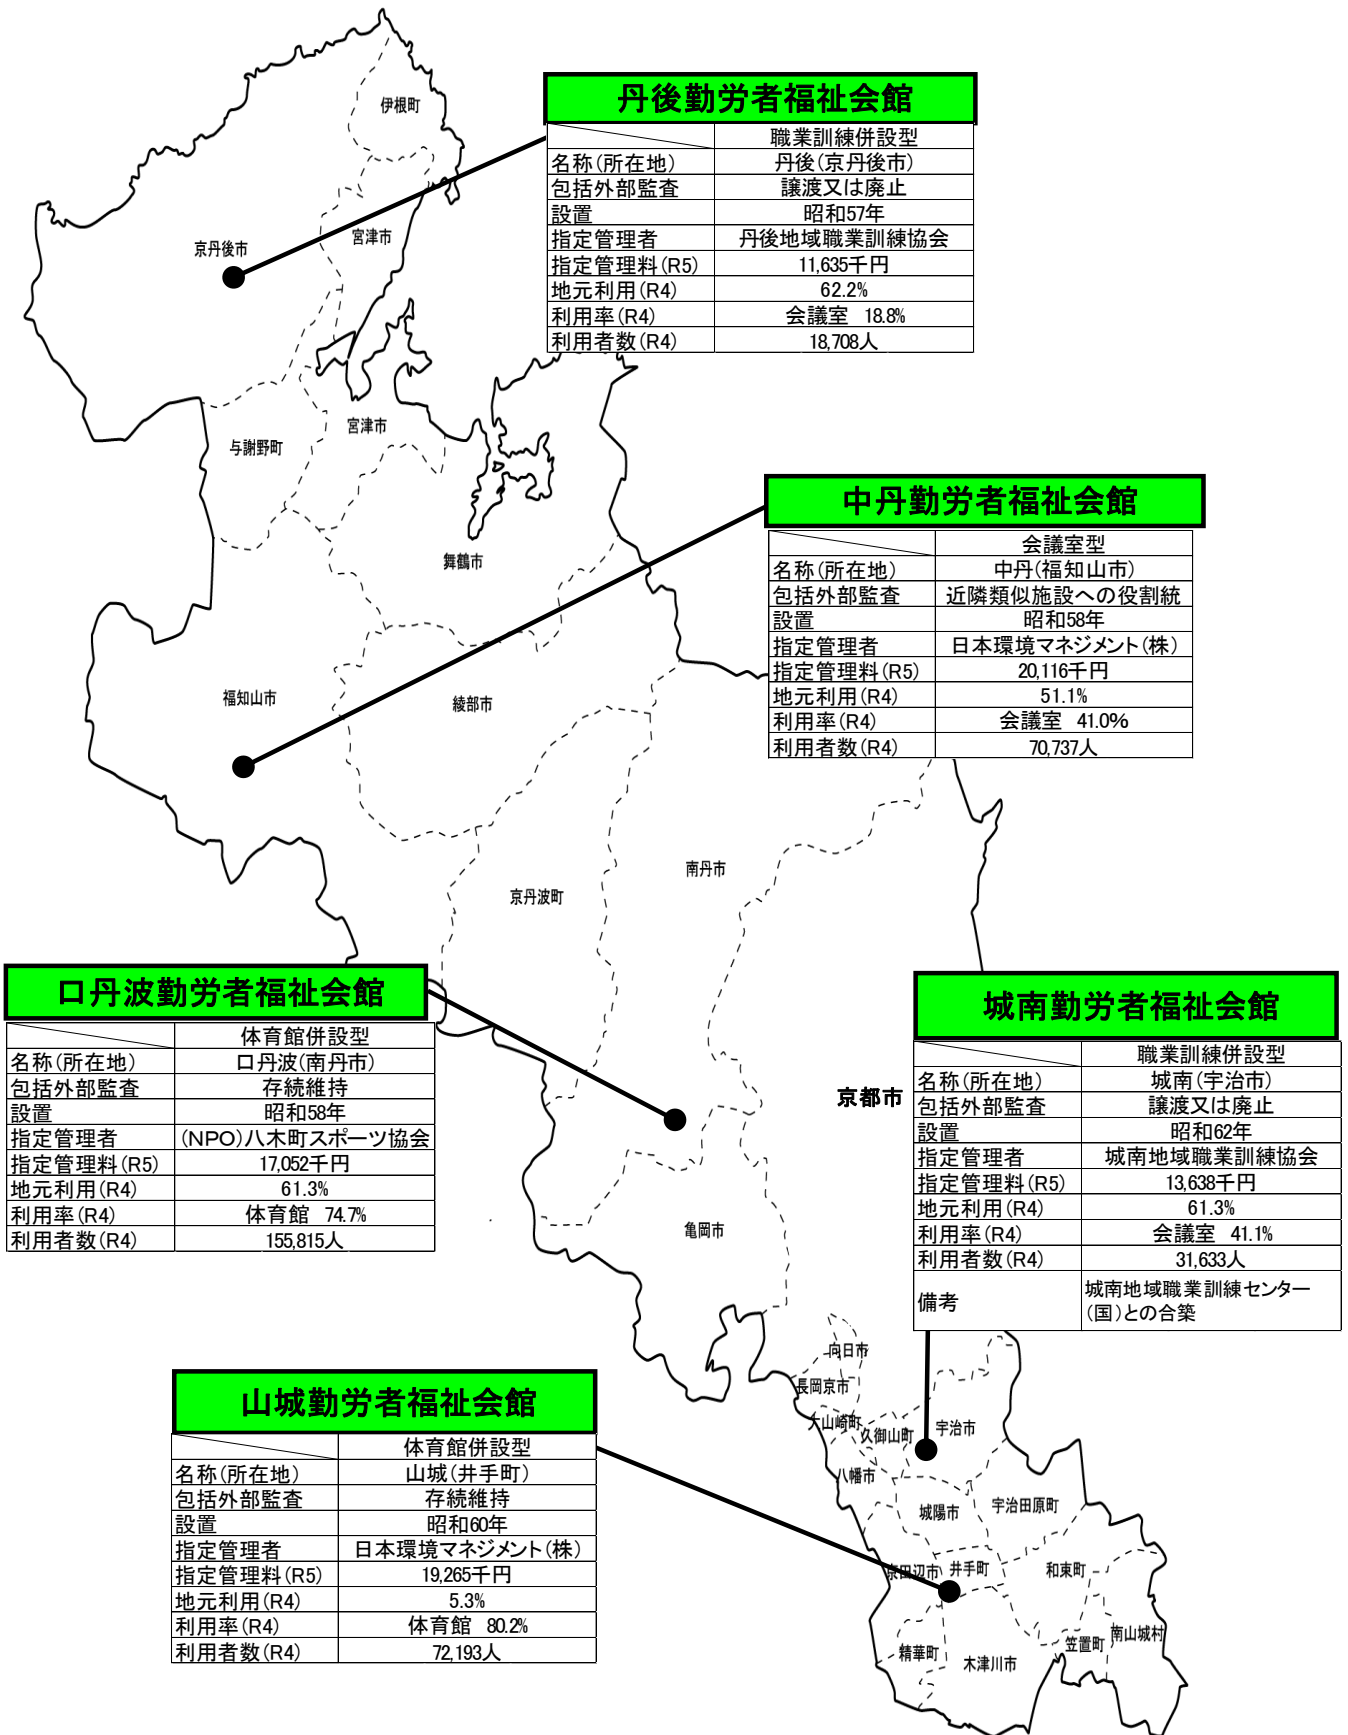 伊根町
京丹後市
宮津市
宮津市
与謝野町
舞鶴市
福知山市
綾部市
京丹波町
南丹市
京都市
亀岡市
向日市
長岡京市
大山崎町
久御山町
宇治市
八幡市
城陽市
宇治田原町
京田辺市
井手町
和束町
精華町
木津川市
笠置町
南山城村
丹後勤労者福祉会館
職業訓練併設型
名称(所在地) 丹後(京丹後市)
包括外部監査 譲渡又は廃止
設置 昭和57年
指定管理者 丹後地域職業訓練協会
指定管理料(R5) 11,635千円
地元利用(R4) 62.2%
利用率(R4) 会議室 18.8%
利用者数(R4) 18,708人
中丹勤労者福祉会館
会議室型
名称(所在地) 中丹(福知山市)
包括外部監査 近隣類似施設への役割統
設置 昭和58年
指定管理者 日本環境マネジメント(株)
指定管理料(R5) 20,116千円
地元利用(R4) 51.1%
利用率(R4) 会議室 41.0%
利用者数(R4) 70,737人
口丹波勤労者福祉会館
体育館併設型
名称(所在地) 口丹波(南丹市)
包括外部監査 存続維持
設置 昭和58年
指定管理者 (NPO)八木町スポーツ協会
指定管理料(R5) 17,052千円
地元利用(R4) 61.3%
利用率(R4) 体育館 74.7%
利用者数(R4) 155,815人
城南勤労者福祉会館
職業訓練併設型
名称(所在地) 城南(宇治市)
包括外部監査 譲渡又は廃止
設置 昭和62年
指定管理者 城南地域職業訓練協会
指定管理料(R5) 13,638千円
地元利用(R4) 61.3%
利用率(R4) 会議室 41.1%
利用者数(R4) 31,633人
備考 城南地域職業訓練センター
(国)との合築
山城勤労者福祉会館
体育館併設型
名称(所在地) 山城(井手町)
包括外部監査 存続維持
設置 昭和60年
指定管理者 日本環境マネジメント(株)
指定管理料(R5) 19,265千円
地元利用(R4) 5.3%
利用率(R4) 体育館 80.2%
利用者数(R4) 72,193人